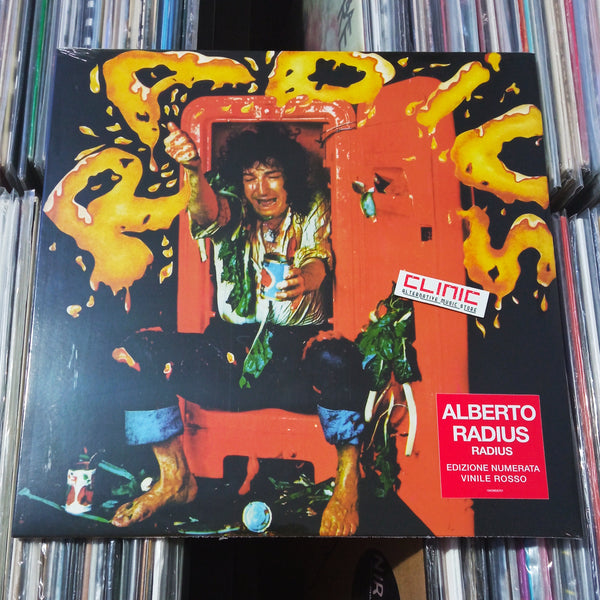 RADIUS
CLINIC
ALTERNATIVE MUSIC STORE
ALBERTO
RADIUS
RADIUS
EDIZIONE NUMERATA
VINILE ROSSO